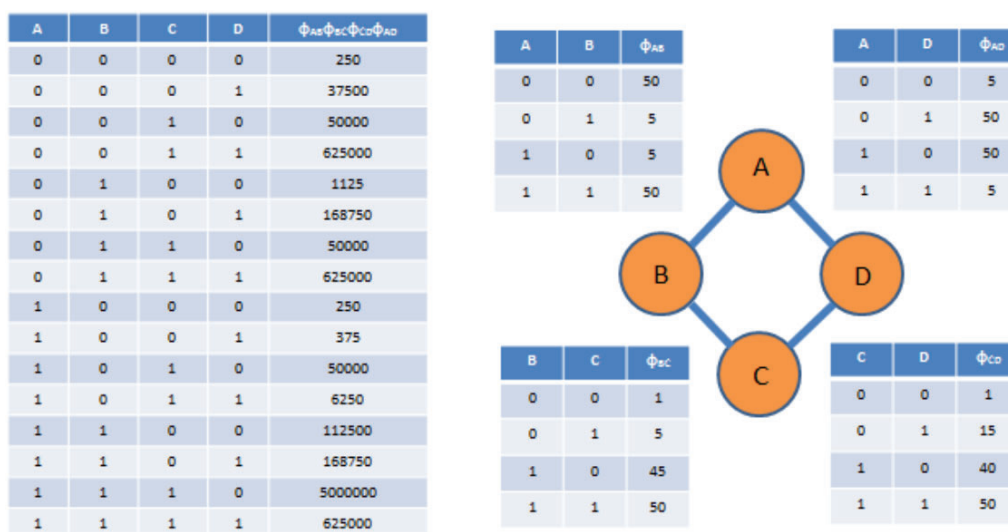 A B C D ϕABϕBCϕCDϕAD
0 0 0 0 250
0 0 0 1 37500
0 0 1 0 50000
0 0 1 1 625000
0 1 0 0 1125
0 1 0 1 168750
0 1 1 0 50000
0 1 1 1 625000
1 0 0 0 250
1 0 0 1 375
1 0 1 0 50000
1 0 1 1 6250
1 1 0 0 112500
1 1 0 1 168750
1 1 1 0 5000000
1 1 1 1 625000
A B ϕAB
0 0 50
0 1 5
1 0 5
1 1 50
A D ϕAD
0 0 5
0 1 50
1 0 50
1 1 5
A
B
D
C
B C ϕBC
0 0 1
0 1 5
1 0 45
1 1 50
C D ϕCD
0 0 1
0 1 15
1 0 40
1 1 50